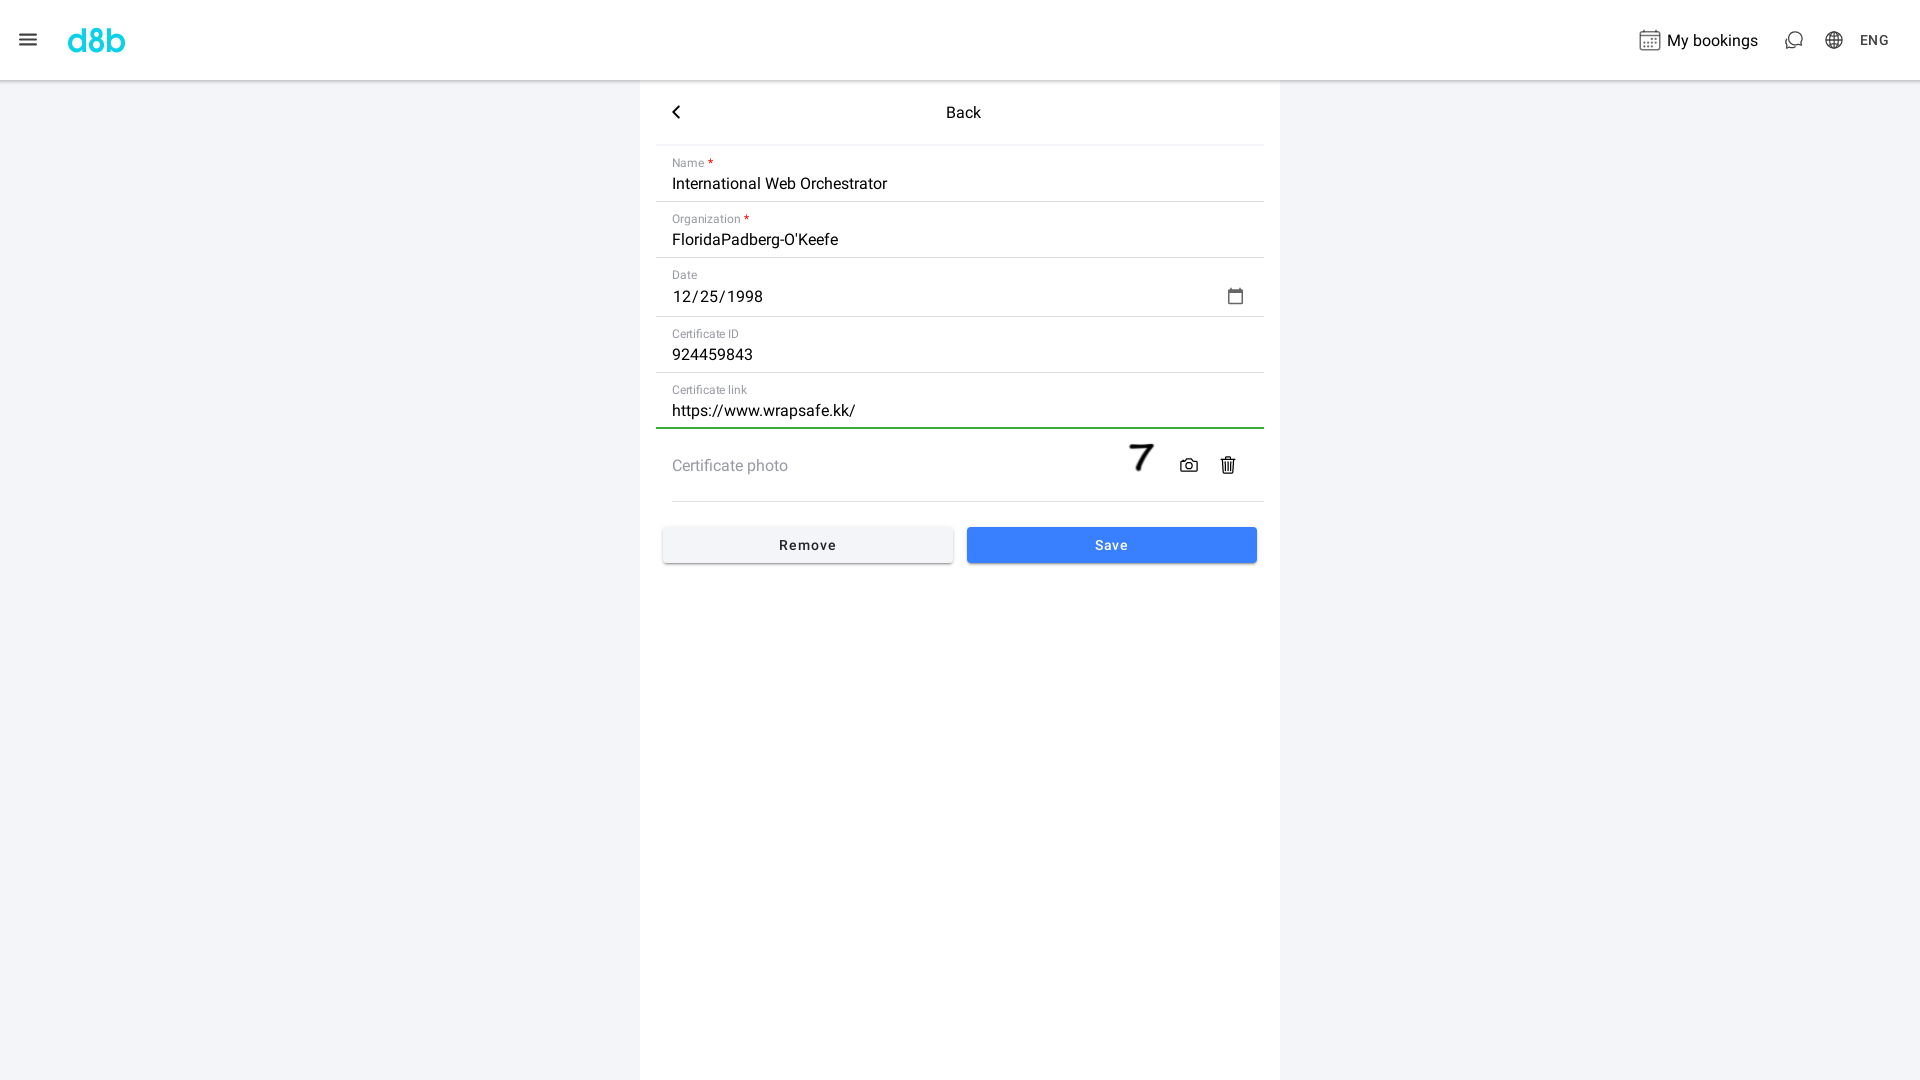 d8b
My bookings
ENG
Back
Name *
International Web Orchestrator
Organization *
FloridaPadberg-O'Keefe
Date
12/25/1998
Certificate ID
924459843
Certificate link
https://www.wrapsafe.kk/
Certificate photo
7
Remove
Save